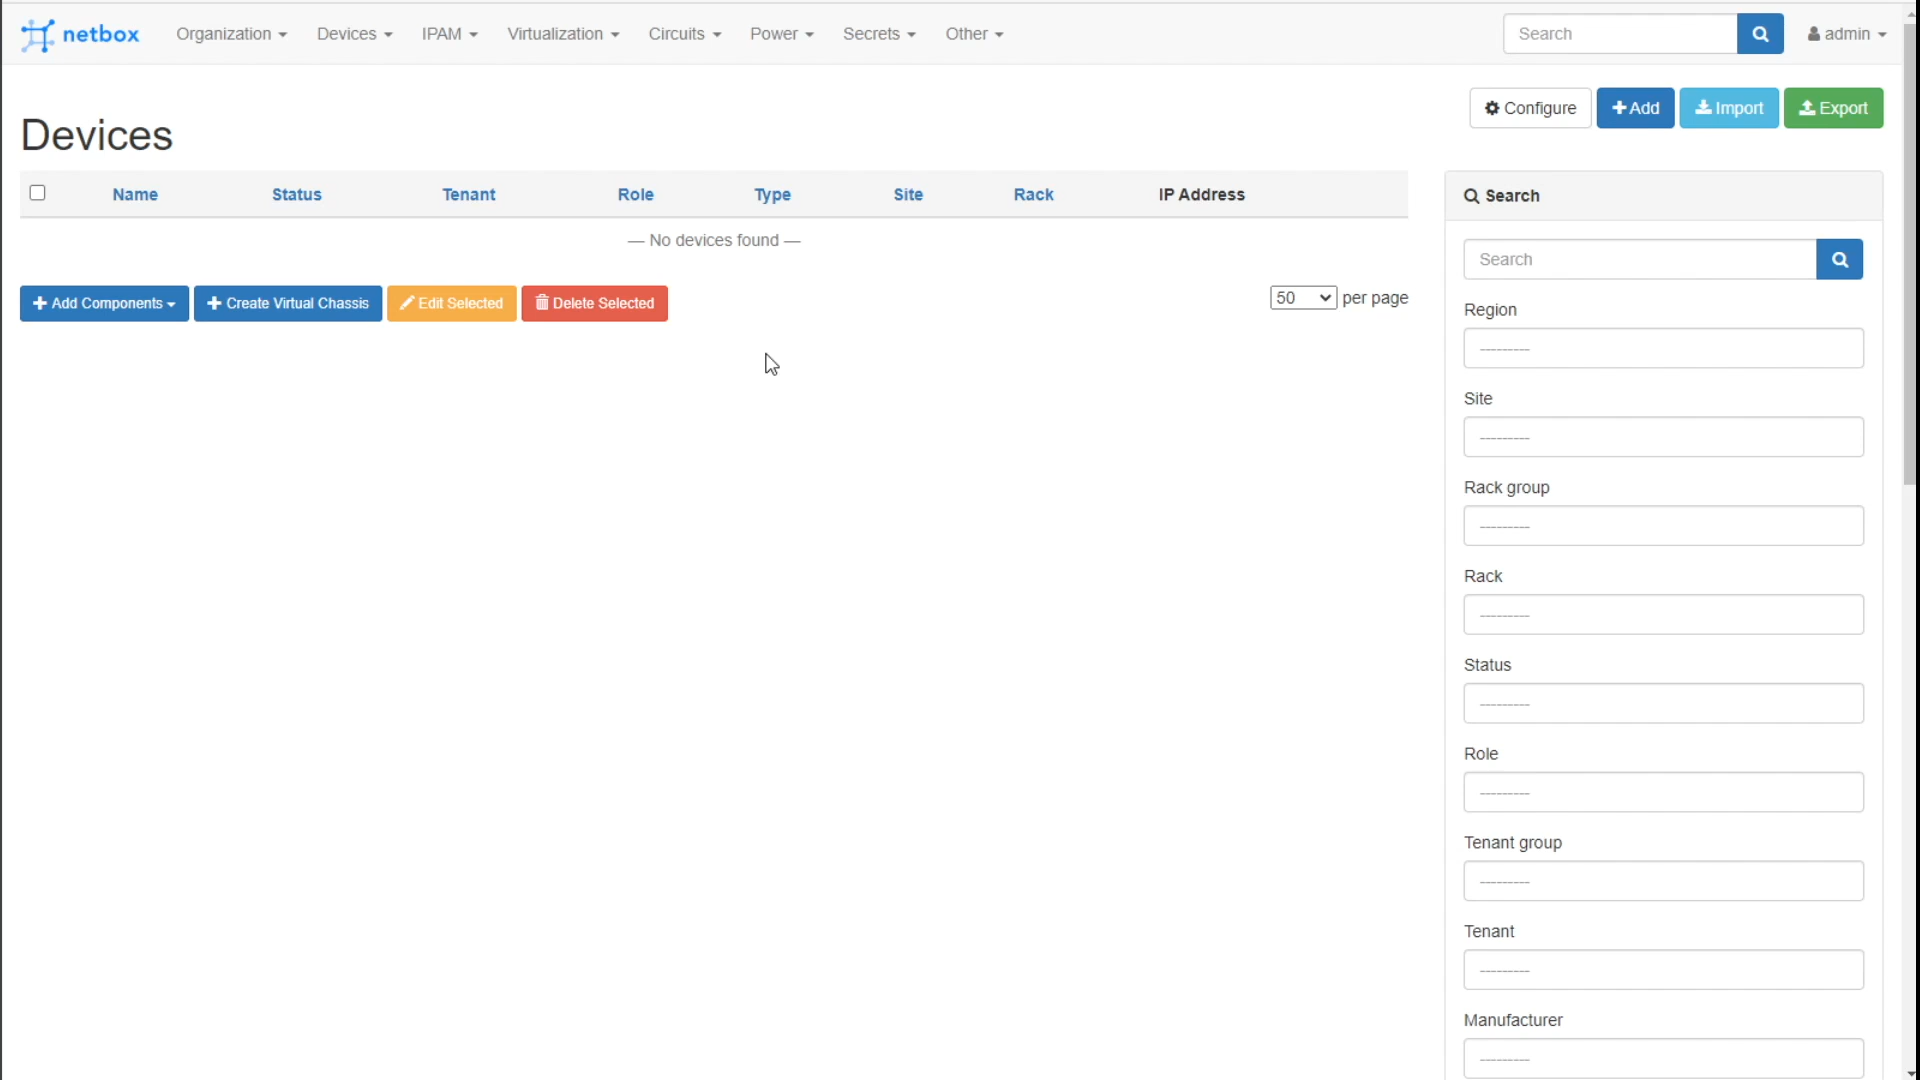 netbox Organization Devices IPAM Virtualization Circuits Power Secrets Other Search admin
Configure Add Import Export
Devices
Name Status Tenant Role Type Site Rack IP Address
— No devices found —
Add Components Create Virtual Chassis Edit Selected Delete Selected
50 per page
Search
Search
Region
---------
Site
---------
Rack group
---------
Rack
---------
Status
---------
Role
---------
Tenant group
---------
Tenant
---------
Manufacturer
---------